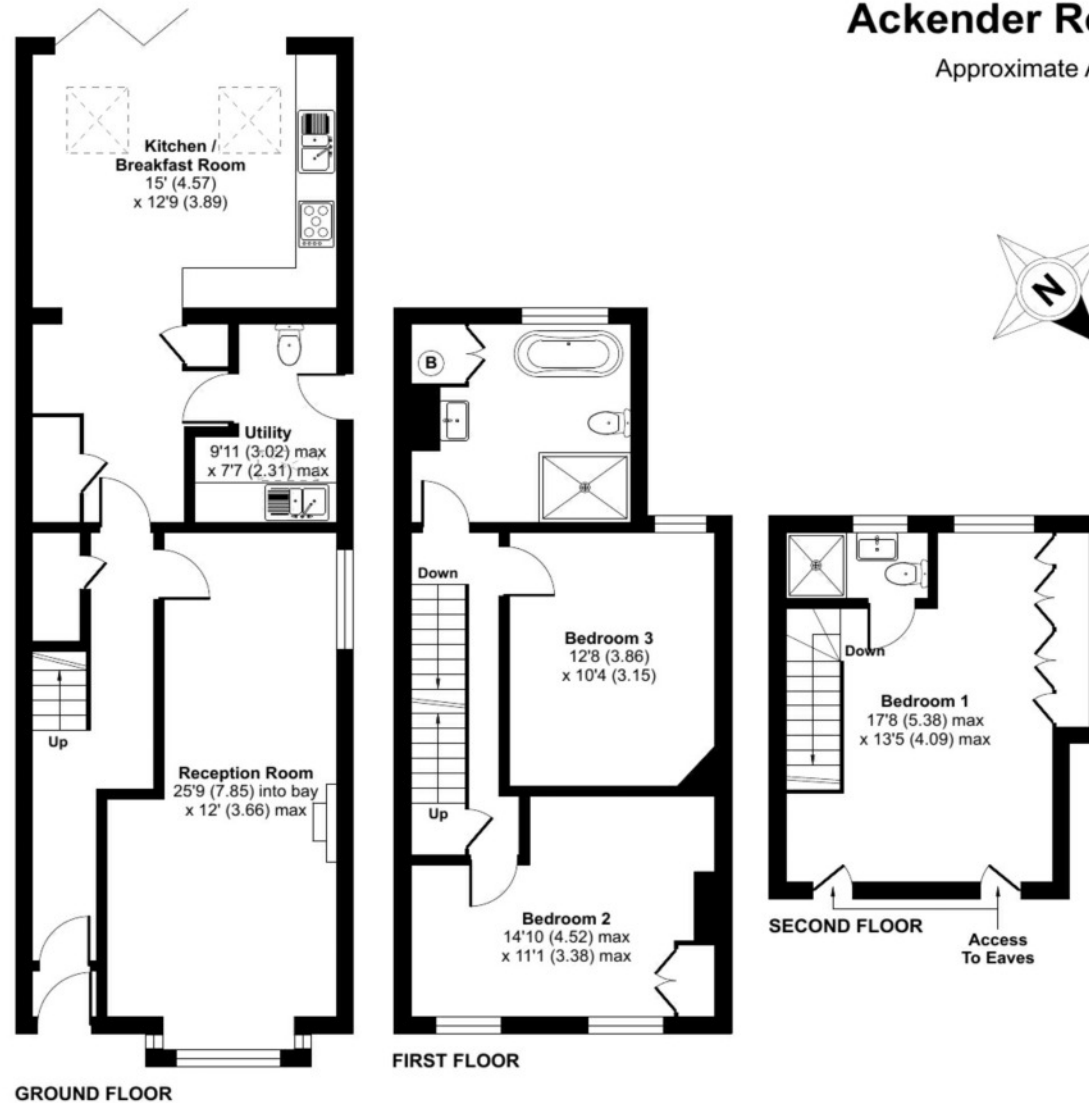 Ackender Ro
Approximate A
N
Kitchen /
Breakfast Room
15' (4.57)
x 12'9 (3.89)
Utility
9'11 (3.02) max
x 7'7 (2.31) max
Up
Reception Room
25'9 (7.85) into bay
x 12' (3.66) max
GROUND FLOOR
B
Down
Bedroom 3
12'8 (3.86)
x 10'4 (3.15)
Up
Bedroom 2
14'10 (4.52) max
x 11'1 (3.38) max
FIRST FLOOR
Down
Bedroom 1
17'8 (5.38) max
x 13'5 (4.09) max
SECOND FLOOR
Access
To Eaves